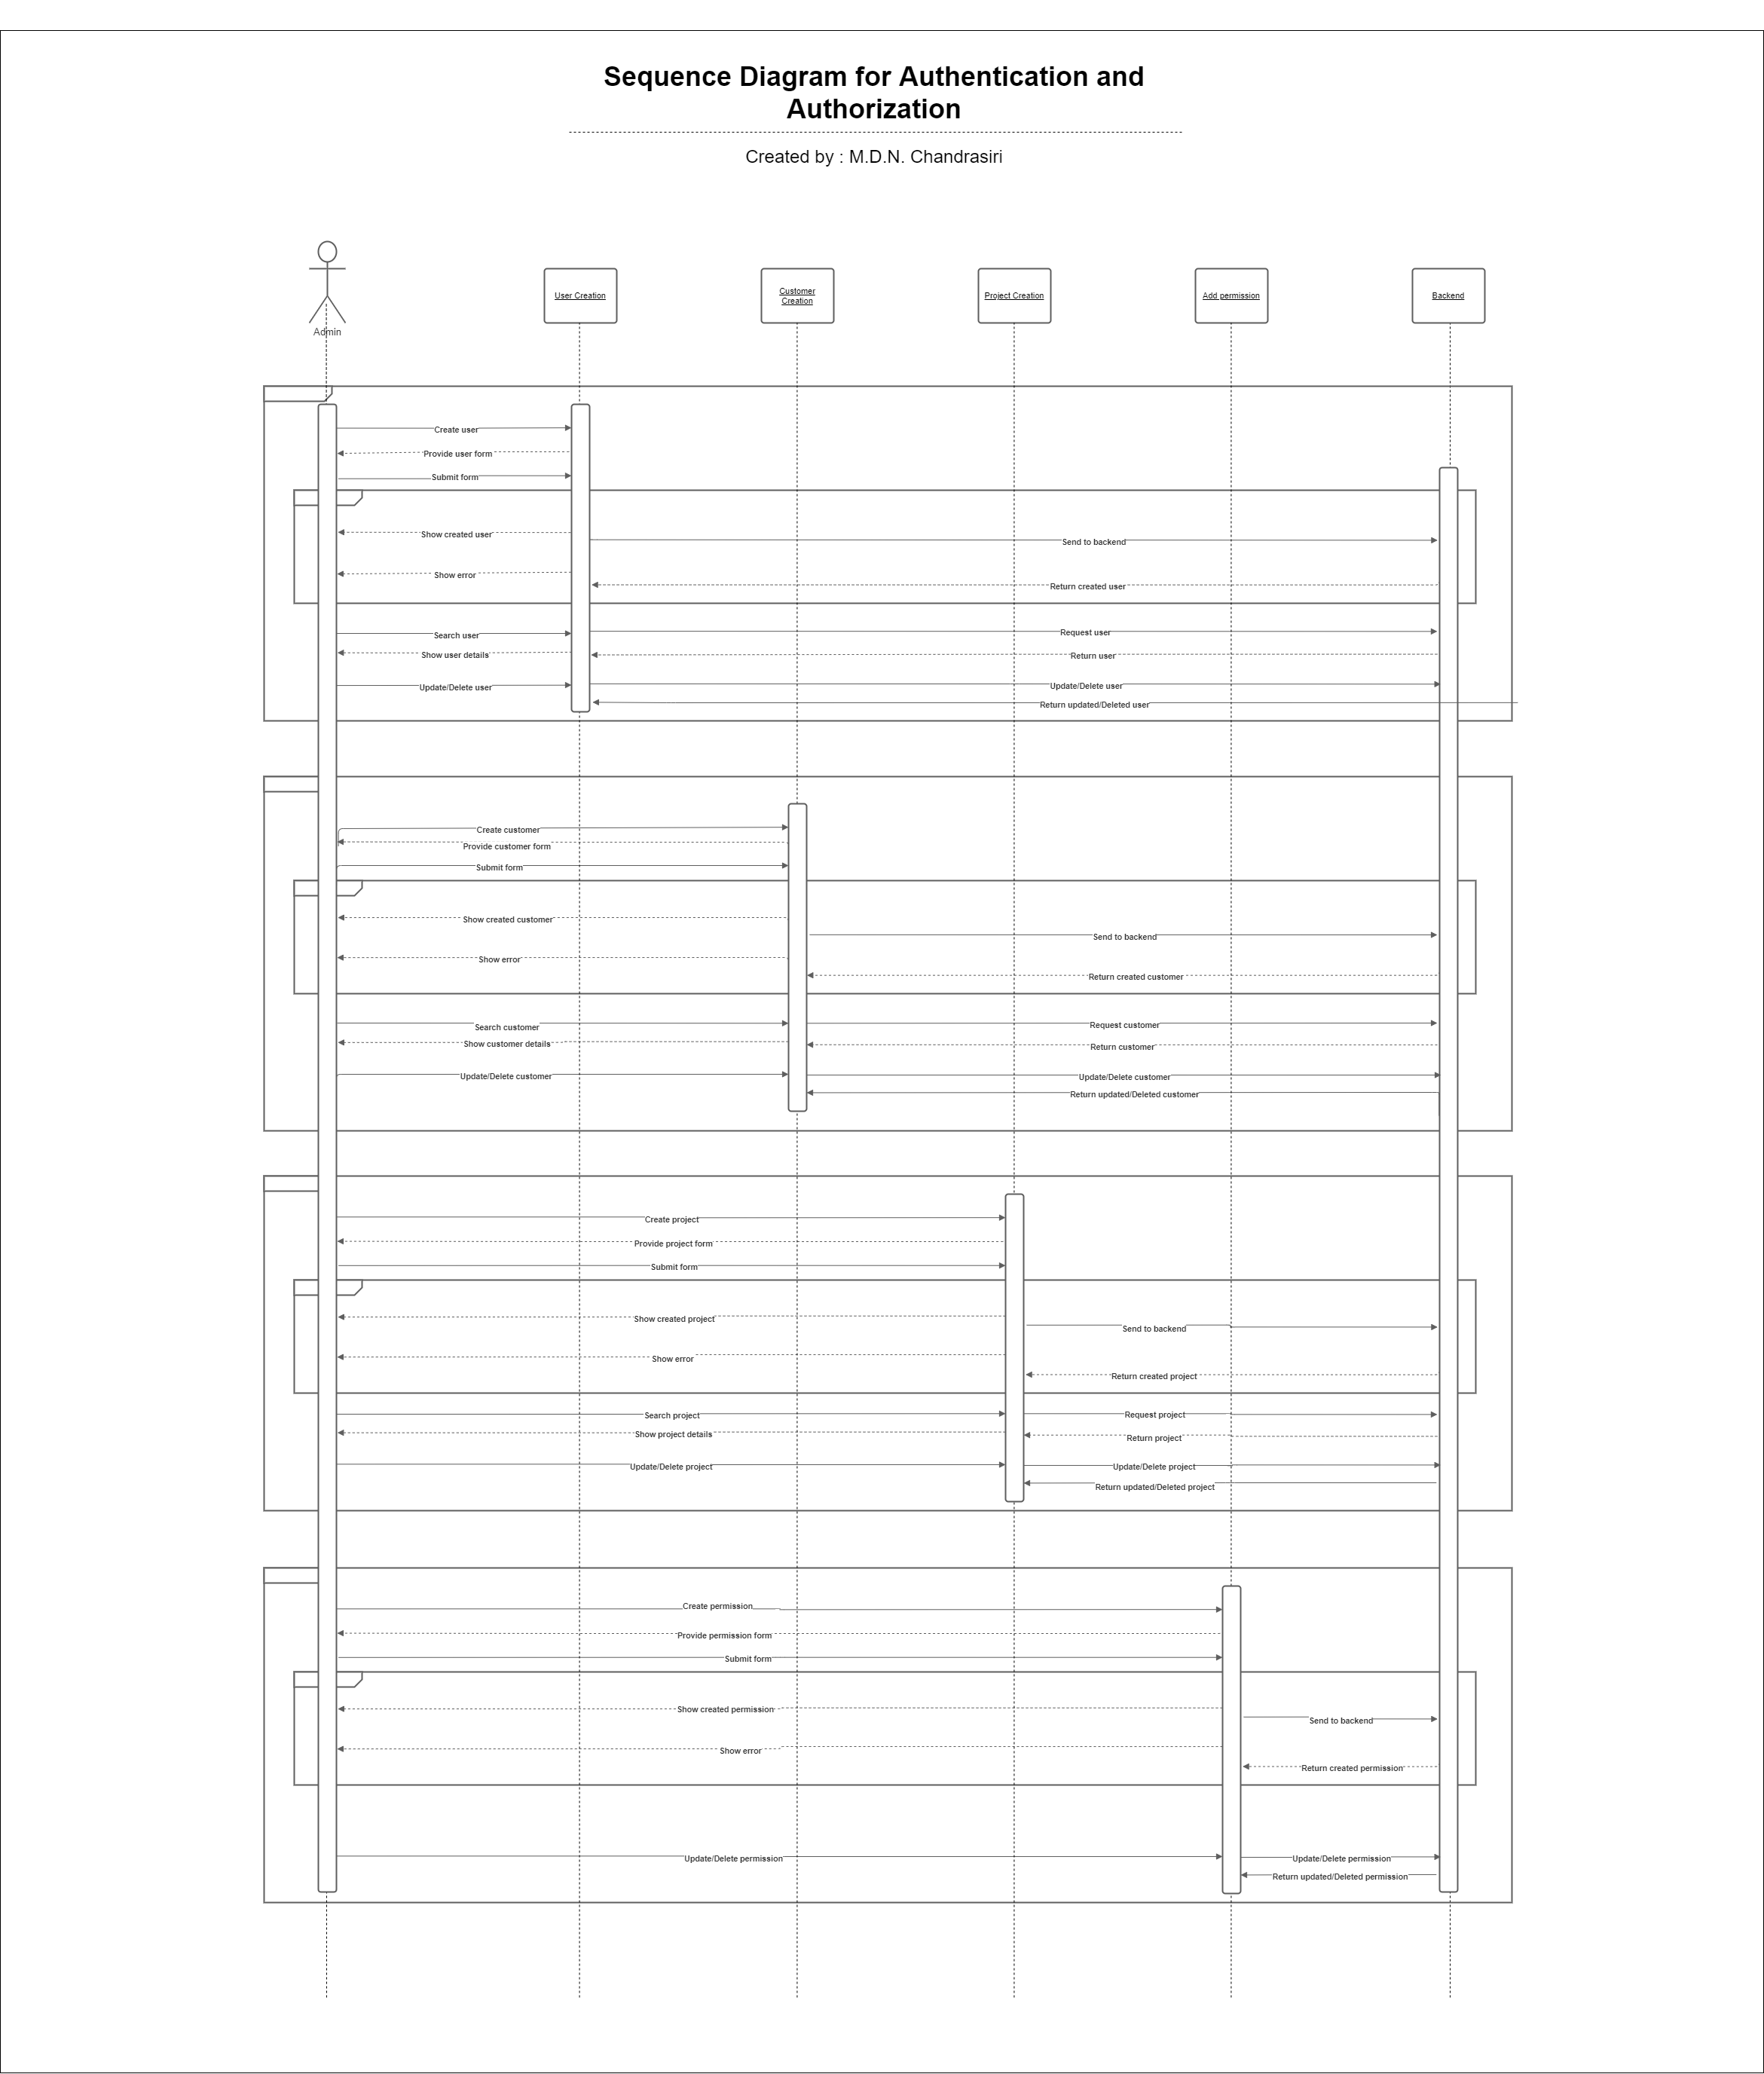 Sequence Diagram for Authentication and
Authorization
Created by : M.D.N. Chandrasiri
Admin
User Creation
Customer
Creation
Project Creation
Add permission
Backend
Create user
Provide user form
Submit form
Show created user
Send to backend
Show error
Return created user
Search user
Request user
Show user details
Return user
Update/Delete user
Update/Delete user
Return updated/Deleted user
Create customer
Provide customer form
Submit form
Show created customer
Send to backend
Show error
Return created customer
Search customer
Request customer
Show customer details
Return customer
Update/Delete customer
Update/Delete customer
Return updated/Deleted customer
Create project
Provide project form
Submit form
Show created project
Send to backend
Show error
Return created project
Search project
Request project
Show project details
Return project
Update/Delete project
Update/Delete project
Return updated/Deleted project
Create permission
Provide permission form
Submit form
Show created permission
Send to backend
Show error
Return created permission
Update/Delete permission
Update/Delete permission
Return updated/Deleted permission